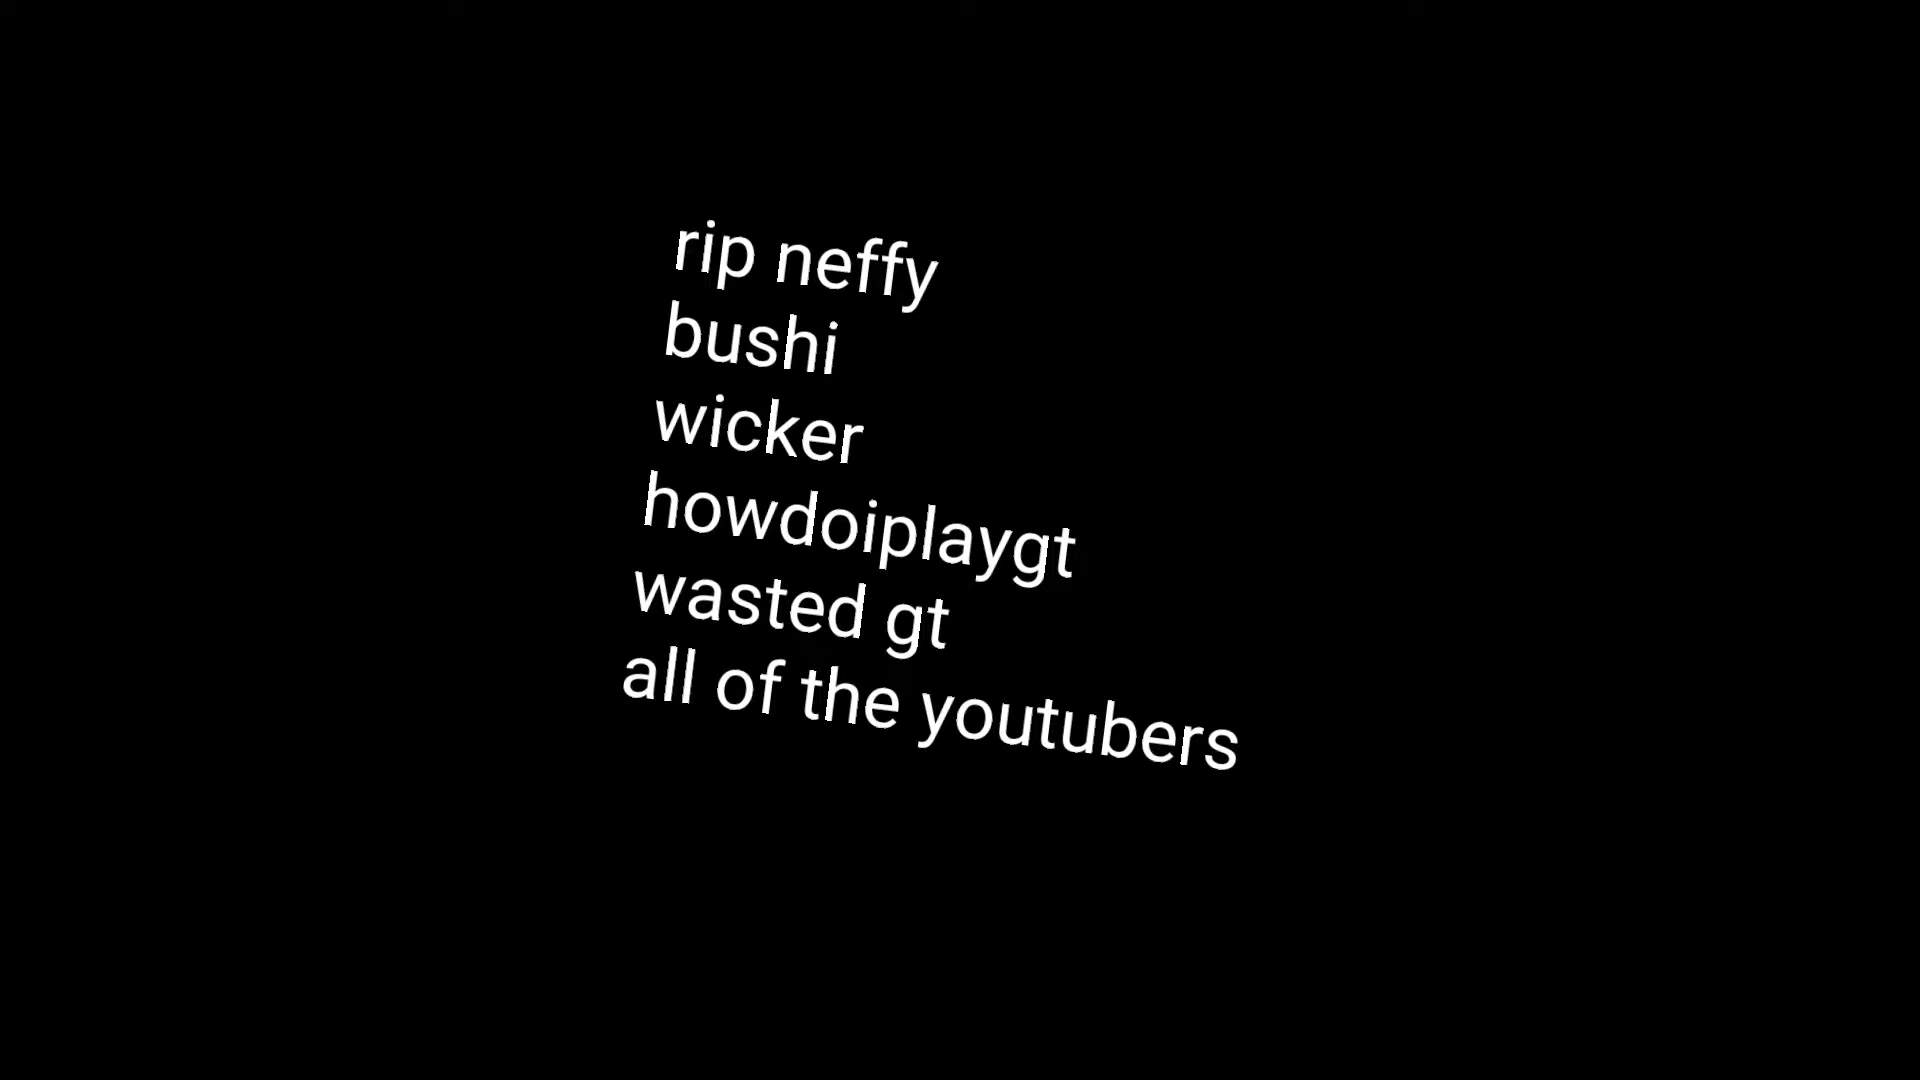 rip neffy
bushi
wicker
howdoiplaygt
wasted gt
all of the youtubers